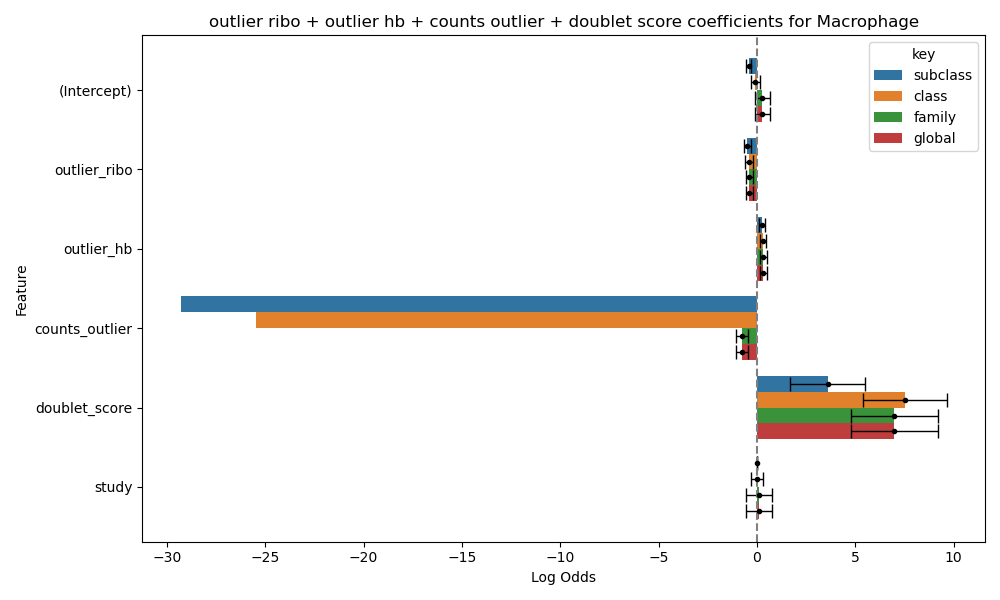 outlier ribo + outlier hb + counts outlier + doublet score coefficients for Macrophage
key
subclass
class
family
global
Feature
(Intercept)
outlier_ribo
outlier_hb
counts_outlier
doublet_score
study
−30 −25 −20 −15 −10 −5 0 5 10
Log Odds